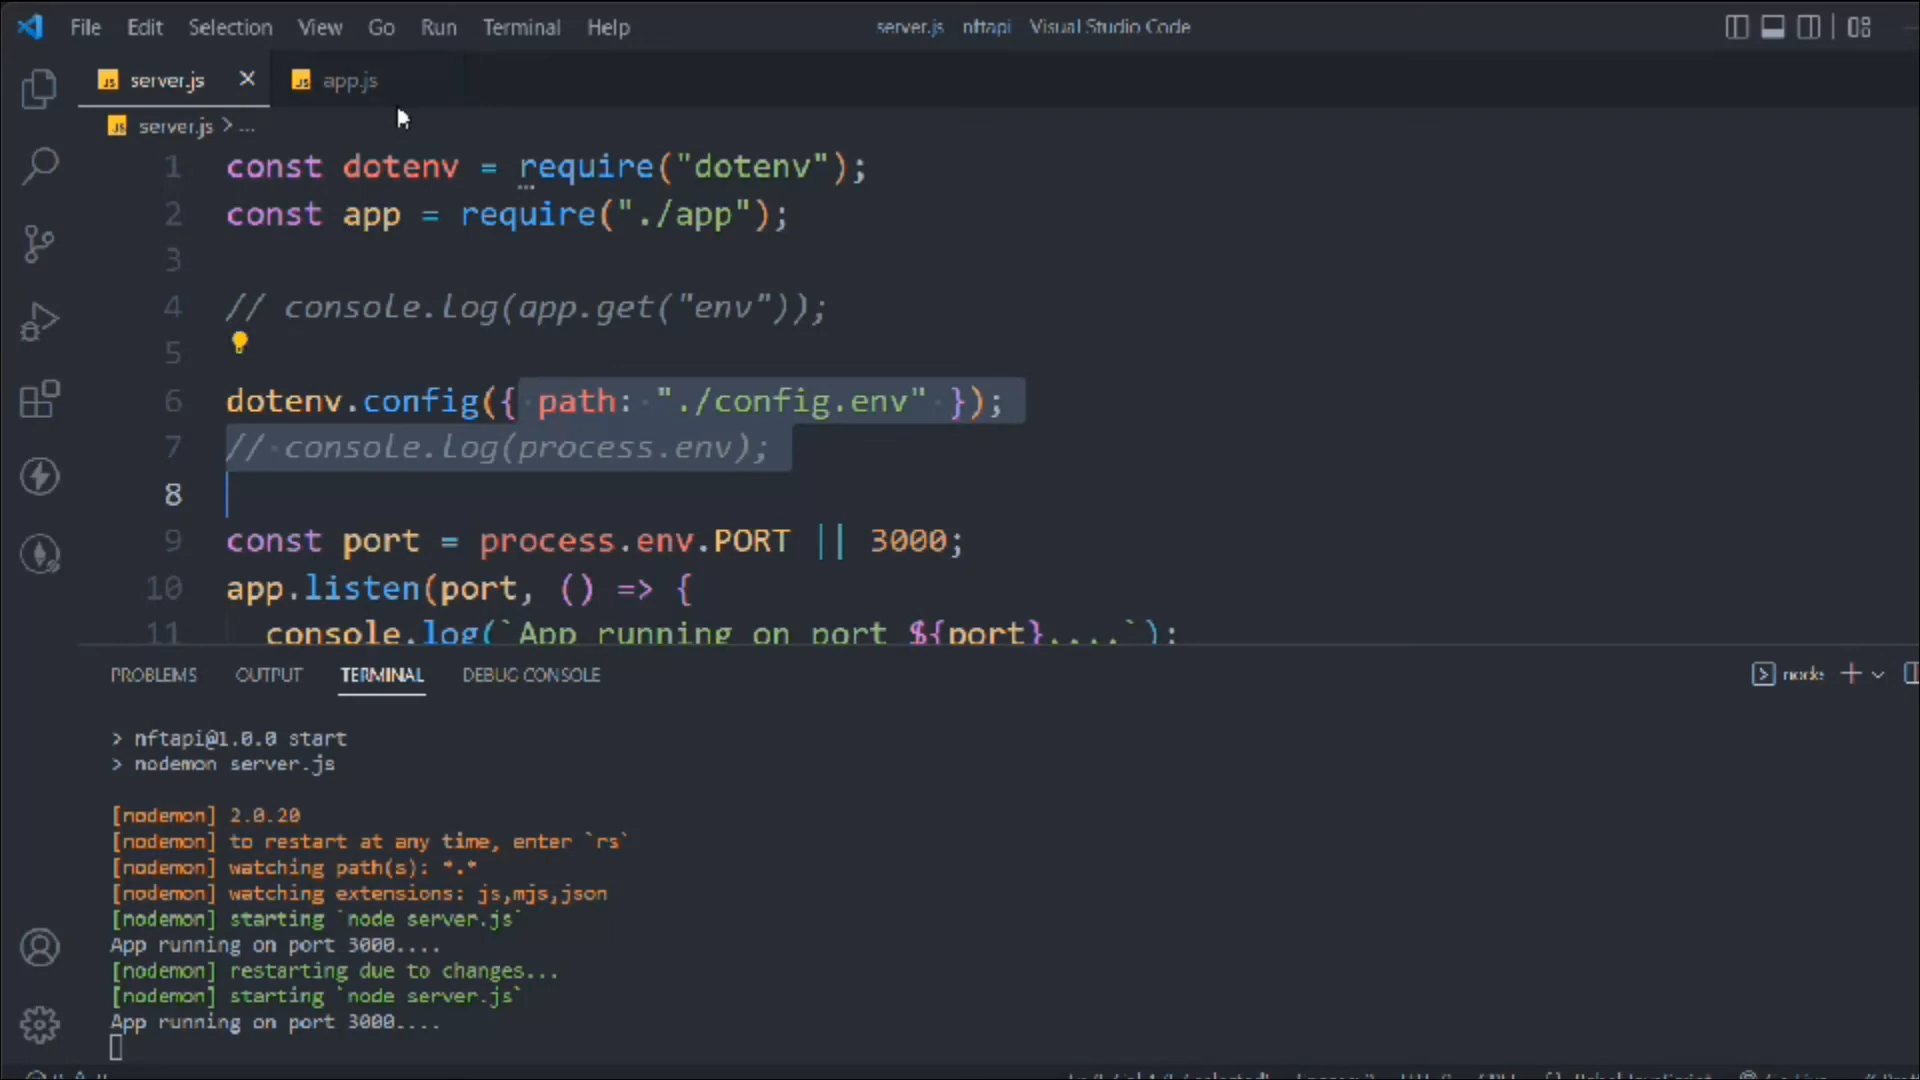 File Edit Selection View Go Run Terminal Help server.js nftapi Visual Studio Code
JS server.js JS app.js
JS server.js > ...
1 const dotenv = require("dotenv");
2 const app = require("./app");
3
4 // console.log(app.get("env"));
5
6 dotenv.config({ path: "./config.env" });
7 // console.log(process.env);
8
9 const port = process.env.PORT || 3000;
10 app.listen(port, () => {
11 console.log(`App running on port ${port}....`);
PROBLEMS OUTPUT TERMINAL DEBUG CONSOLE node
> nftapi@1.0.0 start
> nodemon server.js
[nodemon] 2.0.20
[nodemon] to restart at any time, enter `rs`
[nodemon] watching path(s): *.*
[nodemon] watching extensions: js,mjs,json
[nodemon] starting `node server.js`
App running on port 3000....
[nodemon] restarting due to changes...
[nodemon] starting `node server.js`
App running on port 3000....